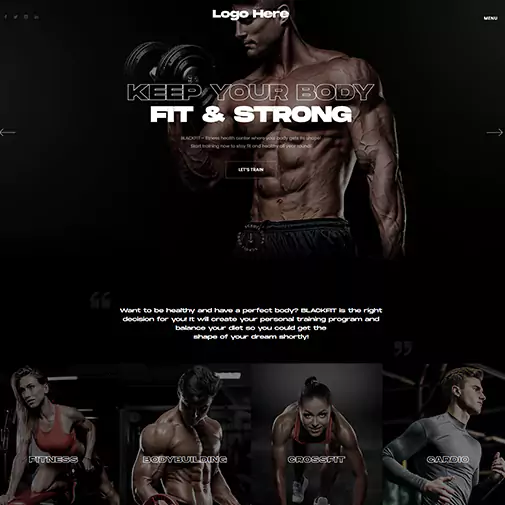 Logo Here
MENU
KEEP YOUR BODY
FIT & STRONG
BLACKFIT – fitness health center where your body gets its shape!
Start training now to stay fit and healthy all year round!
LET'S TRAIN
Want to be healthy and have a perfect body? BLACKFIT is the right
decision for you! It will create your personal training program and
balance your diet so you could get the
shape of your dream shortly!
FITNESS
BODYBUILDING
CROSSFIT
CARDIO